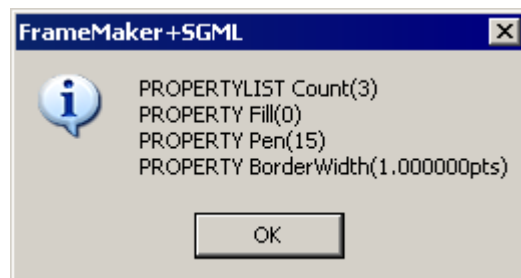 FrameMaker+SGML
PROPERTYLIST Count(3)
PROPERTY Fill(0)
PROPERTY Pen(15)
PROPERTY BorderWidth(1.000000pts)
OK